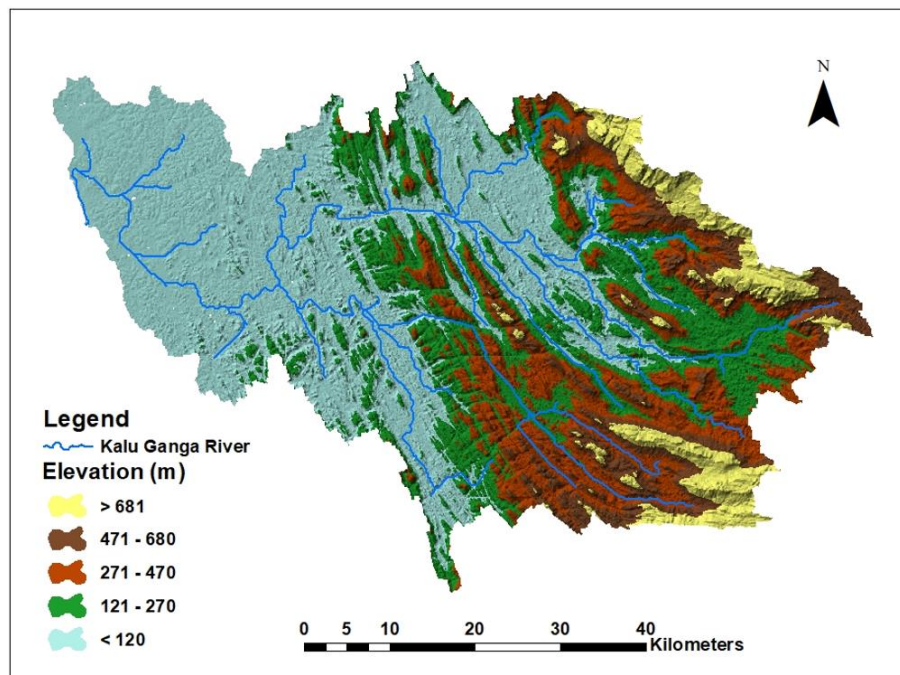 N
Legend
Kalu Ganga River
Elevation (m)
> 681
471 - 680
271 - 470
121 - 270
< 120
0 5 10 20 30 40
Kilometers